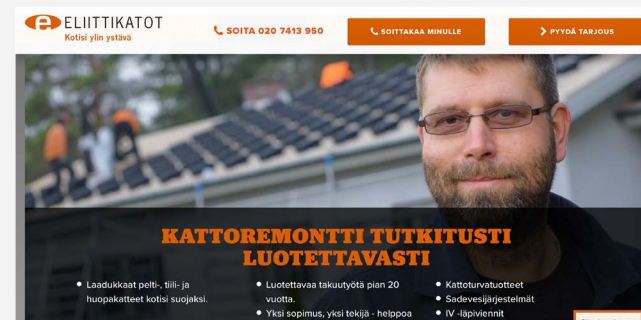 ELIITTIKATOT
Kotisi ylin ystävä
SOITA 020 7413 950
SOITTAKAA MINULLE
PYYDÄ TARJOUS
KATTOREMONTTI TUTKITUSTI
LUOTETTAVASTI
Laadukkaat pelti-, tiili- ja
huopakatteet kotisi suojaksi.
Luotettavaa takuutyötä pian 20
vuotta.
Yksi sopimus, yksi tekijä - helppoa
Kattoturvatuotteet
Sadevesijärjestelmät
IV -läpiviennit